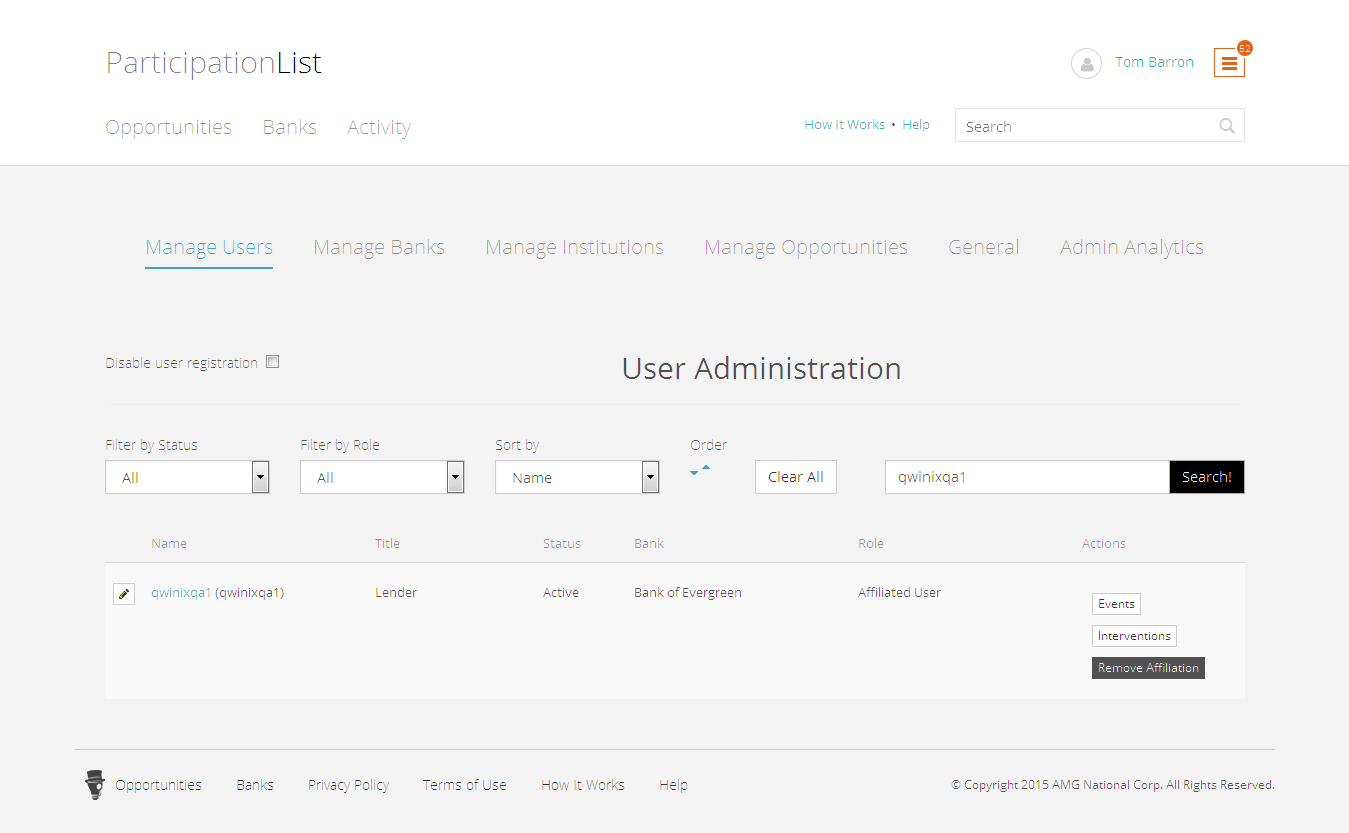 ParticipationList
Tom Barron
52
Opportunities Banks Activity
How It Works • Help
Search
Manage Users Manage Banks Manage Institutions Manage Opportunities General Admin Analytics
Disable user registration
User Administration
Filter by Status Filter by Role Sort by Order
All All Name Clear All qwinixqa1 Search!
Name Title Status Bank Role Actions
qwinixqa1 (qwinixqa1) Lender Active Bank of Evergreen Affiliated User
Events
Interventions
Remove Affiliation
Opportunities Banks Privacy Policy Terms of Use How It Works Help © Copyright 2015 AMG National Corp. All Rights Reserved.